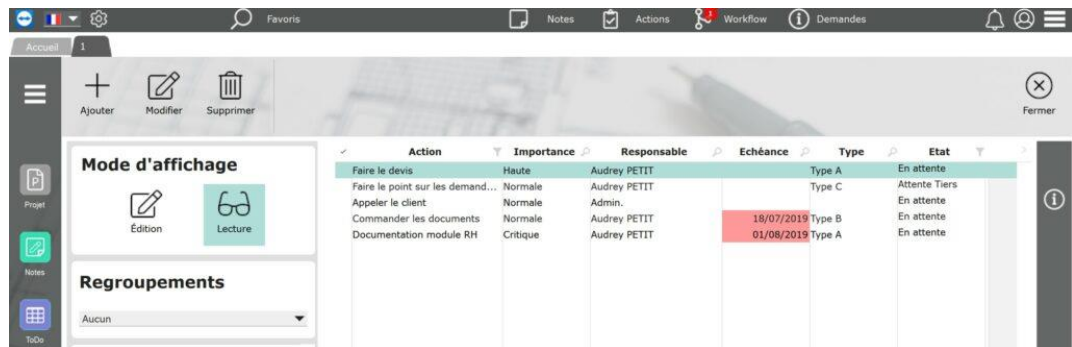 Favoris Notes 1 Actions Workflow Demandes
Accueil 1
Ajouter Modifier Supprimer Fermer
Mode d'affichage
Édition Lecture
Regroupements
Aucun
Projet
Notes
ToDo
Action Importance Responsable Echéance Type Etat
Faire le devis Haute Audrey PETIT Type A En attente
Faire le point sur les demand... Normale Audrey PETIT Type C Attente Tiers
Appeler le client Normale Admin. En attente
Commander les documents Normale Audrey PETIT 18/07/2019 Type B En attente
Documentation module RH Critique Audrey PETIT 01/08/2019 Type A En attente